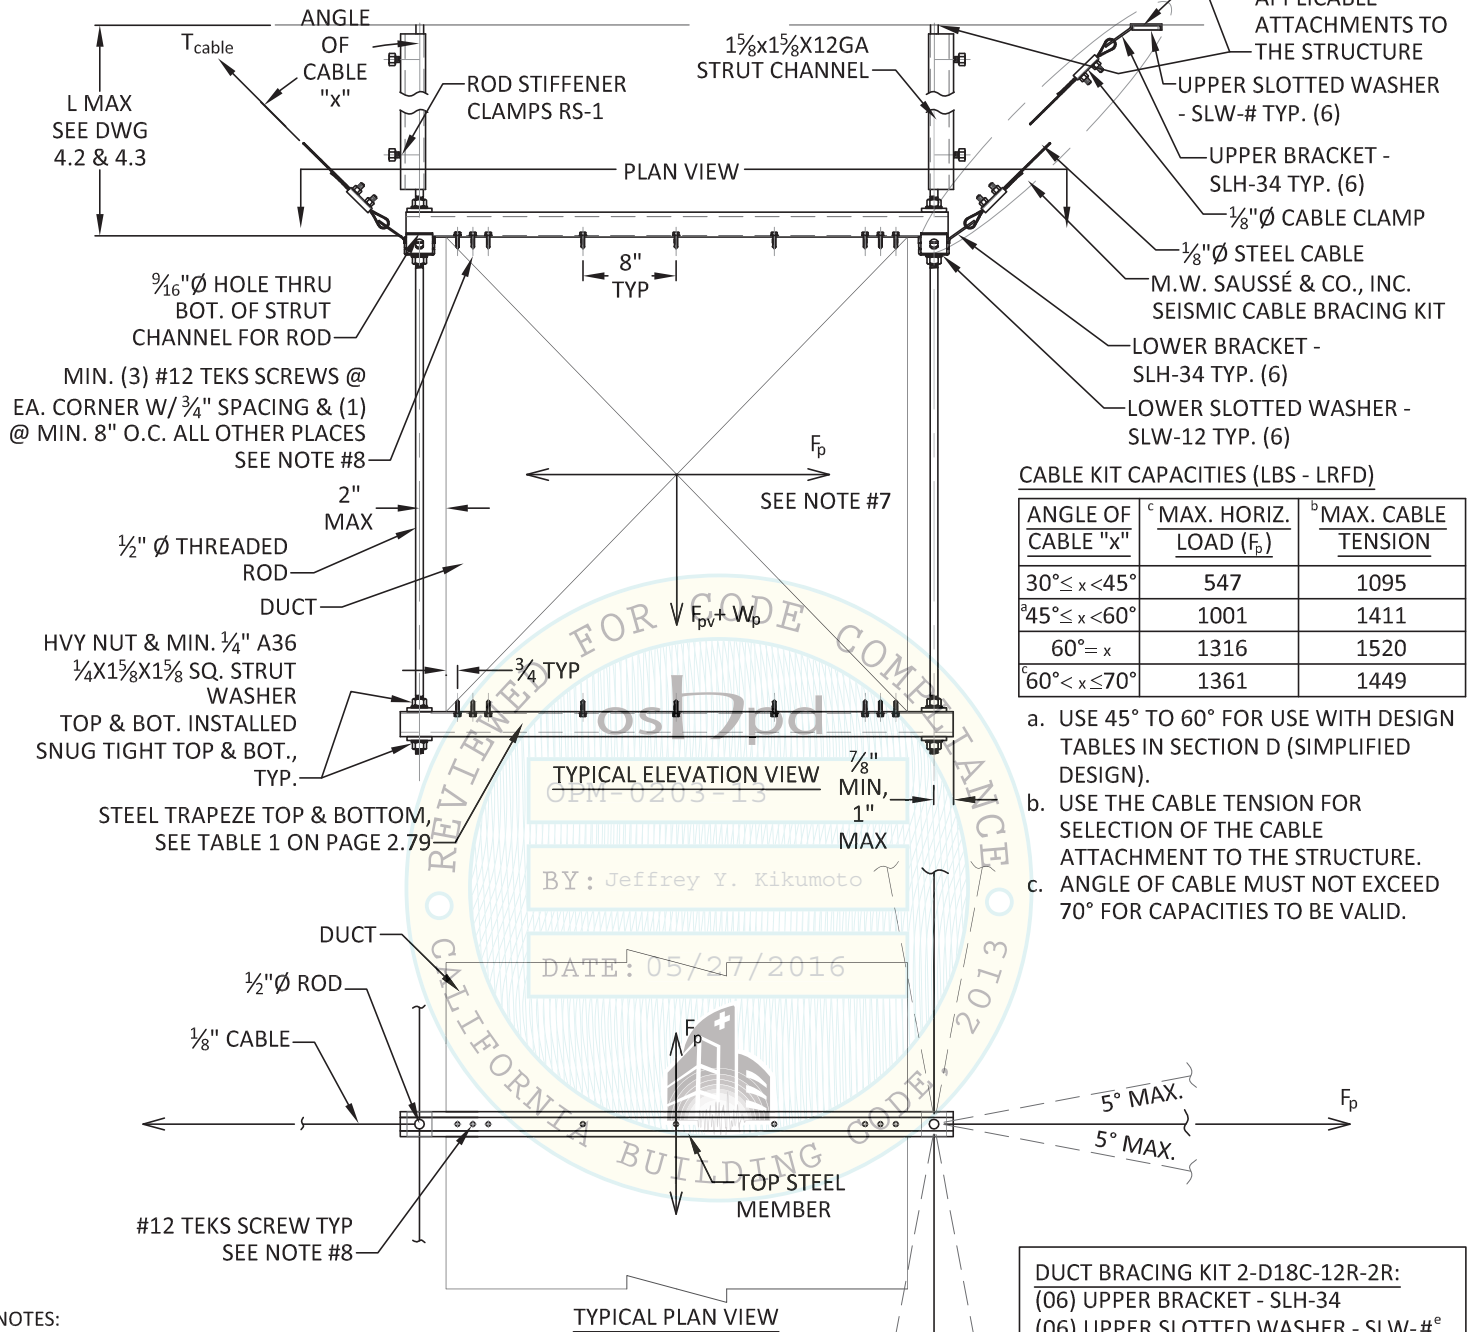 ANGLE
OF
CABLE
"x"
Tcable
L MAX
SEE DWG
4.2 & 4.3
ROD STIFFENER
CLAMPS RS-1
1⅝x1⅝X12GA
STRUT CHANNEL
APPLICABLE
ATTACHMENTS TO
THE STRUCTURE
UPPER SLOTTED WASHER
- SLW-# TYP. (6)
UPPER BRACKET -
SLH-34 TYP. (6)
⅛"Ø CABLE CLAMP
⅛"Ø STEEL CABLE
M.W. SAUSSÉ & CO., INC.
SEISMIC CABLE BRACING KIT
LOWER BRACKET -
SLH-34 TYP. (6)
LOWER SLOTTED WASHER -
SLW-12 TYP. (6)
PLAN VIEW
8"
TYP
9⁄16"Ø HOLE THRU
BOT. OF STRUT
CHANNEL FOR ROD
MIN. (3) #12 TEKS SCREWS @
EA. CORNER W/ ¾" SPACING & (1)
@ MIN. 8" O.C. ALL OTHER PLACES
SEE NOTE #8
Fp
SEE NOTE #7
2"
MAX
½" Ø THREADED
ROD
DUCT
Fpv+ Wp
HVY NUT & MIN. ¼" A36
¼X1⅝X1⅝ SQ. STRUT
WASHER
TOP & BOT. INSTALLED
SNUG TIGHT TOP & BOT.,
TYP.
¾ TYP
STEEL TRAPEZE TOP & BOTTOM,
SEE TABLE 1 ON PAGE 2.79
TYPICAL ELEVATION VIEW
⅞"
MIN,
1"
MAX
CABLE KIT CAPACITIES (LBS - LRFD)
ANGLE OF CABLE "x" c MAX. HORIZ. LOAD (Fp) b MAX. CABLE TENSION
30°≤ x <45° 547 1095
a 45°≤ x <60° 1001 1411
60°= x 1316 1520
c 60°< x ≤70° 1361 1449
a. USE 45° TO 60° FOR USE WITH DESIGN
TABLES IN SECTION D (SIMPLIFIED
DESIGN).
b. USE THE CABLE TENSION FOR
SELECTION OF THE CABLE
ATTACHMENT TO THE STRUCTURE.
c. ANGLE OF CABLE MUST NOT EXCEED
70° FOR CAPACITIES TO BE VALID.
REVIEWED FOR CODE COMPLIANCE
oshpd
OPM-0203-13
BY: Jeffrey Y. Kikumoto
DATE: 05/27/2016
CALIFORNIA BUILDING CODE, 2013
DUCT
½"Ø ROD
⅛" CABLE
Fp
5° MAX.
5° MAX.
Fp
TOP STEEL
MEMBER
#12 TEKS SCREW TYP
SEE NOTE #8
TYPICAL PLAN VIEW
NOTES:
DUCT BRACING KIT 2-D18C-12R-2R:
(06) UPPER BRACKET - SLH-34
(06) UPPER SLOTTED WASHER - SLW-#e